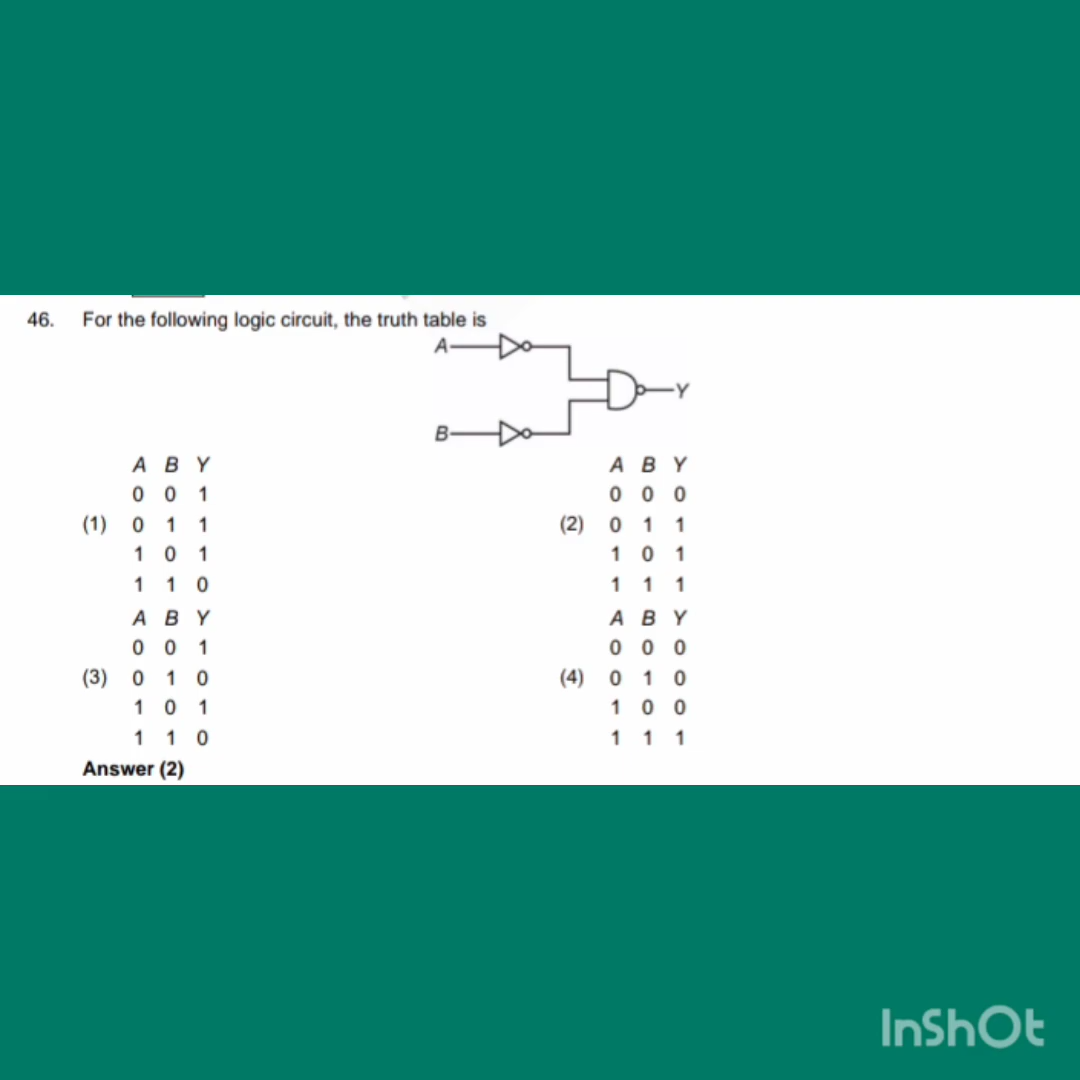 46. For the following logic circuit, the truth table is
A
Y
B
A B Y
0 0 1
(1) 0 1 1
1 0 1
1 1 0
A B Y
0 0 0
(2) 0 1 1
1 0 1
1 1 1
A B Y
0 0 1
(3) 0 1 0
1 0 1
1 1 0
A B Y
0 0 0
(4) 0 1 0
1 0 0
1 1 1
Answer (2)
InShOt